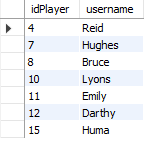 idPlayer username
4 Reid
7 Hughes
8 Bruce
10 Lyons
11 Emily
12 Darthy
15 Huma